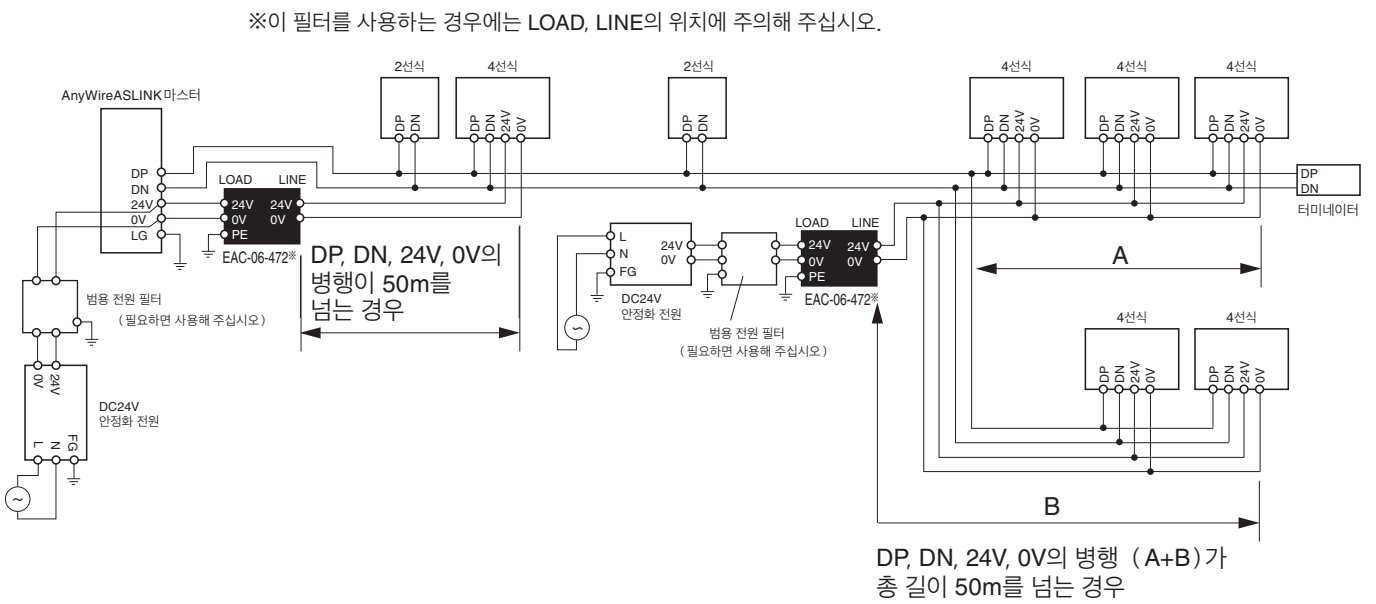 ※이 필터를 사용하는 경우에는 LOAD, LINE의 위치에 주의해 주십시오.
2선식
4선식
2선식
4선식
4선식
4선식
AnyWireASLINK마스터
DP
DN
DP
DN
24V
0V
DP
DN
DP
DN
24V
0V
DP
DN
24V
0V
DP
DN
24V
0V
DP
DN
24V
0V
LG
LOAD LINE
24V 24V
0V 0V
PE
EAC-06-472※
DP
DN
터미네이터
DP, DN, 24V, 0V의
병행이 50m를
넘는 경우
L
N
FG
24V
0V
DC24V
안정화 전원
범용 전원 필터
(필요하면 사용해 주십시오)
LOAD LINE
24V 24V
0V 0V
PE
EAC-06-472※
A
범용 전원 필터
(필요하면 사용해 주십시오)
0V
24V
L
N
FG
DC24V
안정화 전원
4선식
4선식
DP
DN
24V
0V
DP
DN
24V
0V
B
DP, DN, 24V, 0V의 병행 (A+B)가
총 길이 50m를 넘는 경우